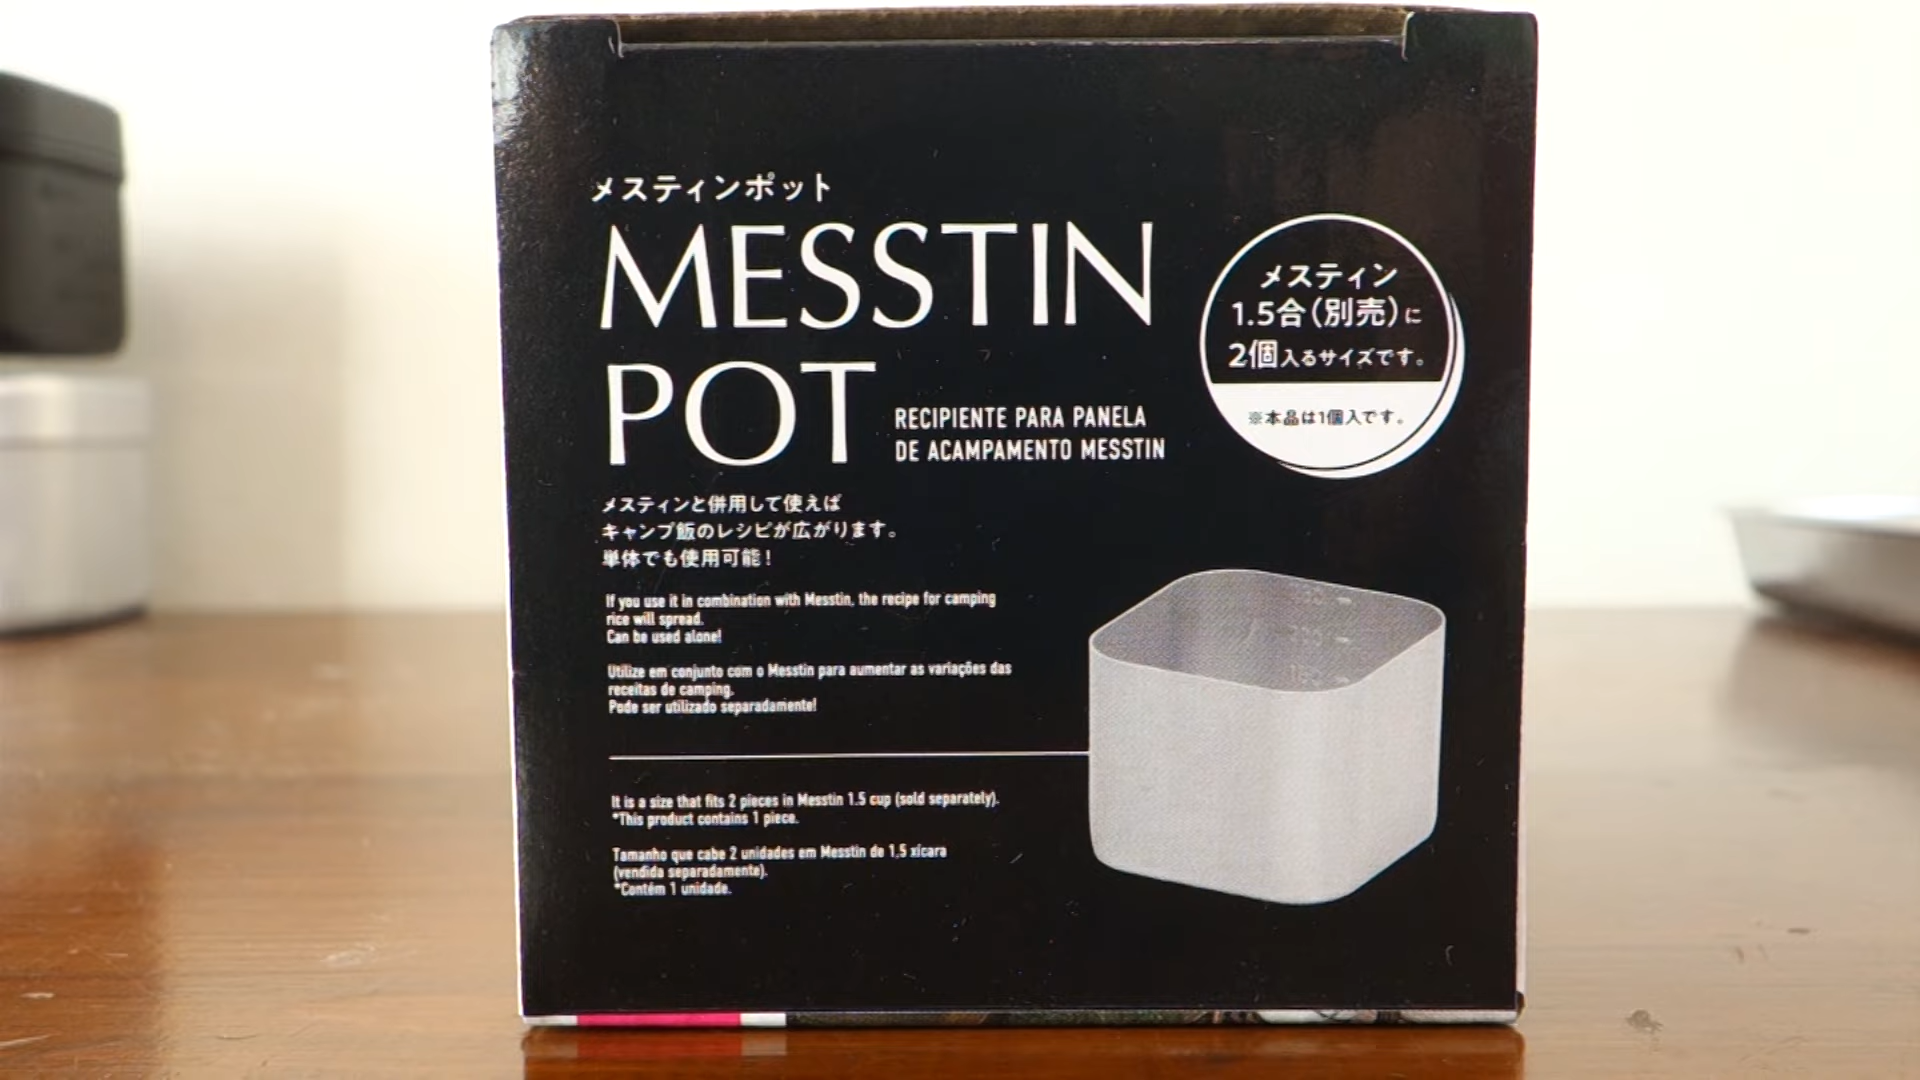 メスティンポット
MESSTIN
POT
RECIPIENTE PARA PANELA
DE ACAMPAMENTO MESSTIN
メスティン
1.5合(別売)に
2個入るサイズです。
※本品は1個入です。
メスティンと併用して使えば
キャンプ飯のレシピが広がります。
単体でも使用可能！
If you use it in combination with Messtin, the recipe for camping
rice will spread.
Can be used alone!
Utilize em conjunto com o Messtin para aumentar as variações das
receitas de camping.
Pode ser utilizado separadamente!
It is a size that fits 2 pieces in Messtin 1.5 cup (sold separately).
*This product contains 1 piece.
Tamanho que cabe 2 unidades em Messtin de 1,5 xícara
(vendida separadamente).
*Contém 1 unidade.